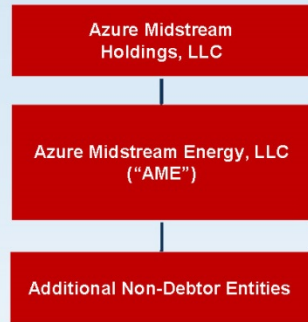 Azure Midstream
Holdings, LLC
Azure Midstream Energy, LLC
(“AME”)
Additional Non-Debtor Entities